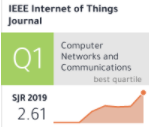 IEEE Internet of Things
Journal
Q1
Computer
Networks and
Communications
best quartile
SJR 2019
2.61